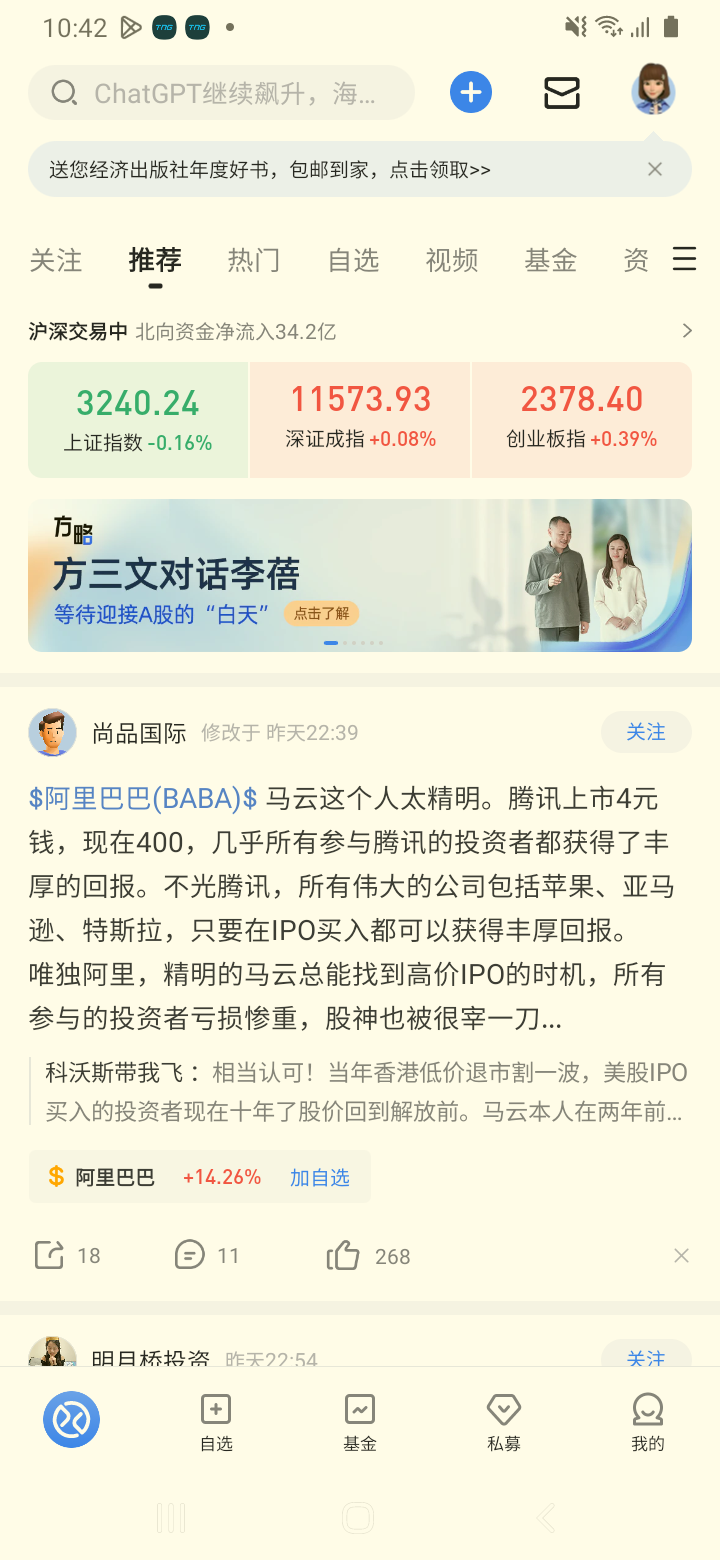 10:42
TNG TNG
ChatGPT继续飙升，海...
送您经济出版社年度好书，包邮到家，点击领取>>
关注 推荐 热门 自选 视频 基金 资
沪深交易中 北向资金净流入34.2亿
3240.24 11573.93 2378.40
上证指数 -0.16% 深证成指 +0.08% 创业板指 +0.39%
方略
方三文对话李蓓
等待迎接A股的“白天” 点击了解
尚品国际 修改于 昨天22:39 关注
$阿里巴巴(BABA)$ 马云这个人太精明。腾讯上市4元
钱，现在400，几乎所有参与腾讯的投资者都获得了丰
厚的回报。不光腾讯，所有伟大的公司包括苹果、亚马
逊、特斯拉，只要在IPO买入都可以获得丰厚回报。
唯独阿里，精明的马云总能找到高价IPO的时机，所有
参与的投资者亏损惨重，股神也被很宰一刀...
科沃斯带我飞： 相当认可！当年香港低价退市割一波，美股IPO
买入的投资者现在十年了股价回到解放前。马云本人在两年前...
$ 阿里巴巴 +14.26% 加自选
18 11 268
明月桥投资 昨天22:54 关注
自选 基金 私募 我的